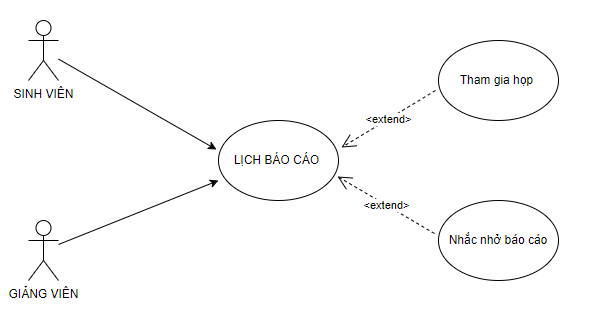 SINH VIÊN
Tham gia họp
<extend>
LỊCH BÁO CÁO
<extend>
Nhắc nhở báo cáo
GIẢNG VIÊN